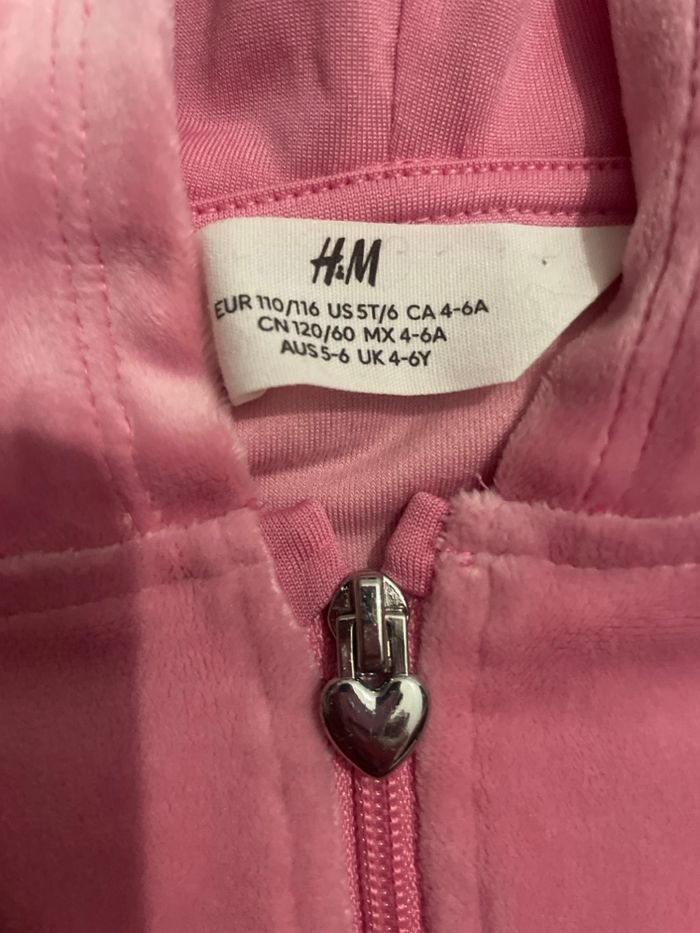 H&M
EUR 110/116 US 5T/6 CA 4-6A
CN 120/60 MX 4-6A
AUS 5-6 UK 4-6Y